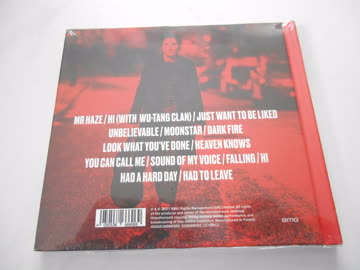 MR HAZE / HI (WITH WU-TANG CLAN) / JUST WANT TO BE LIKED
UNBELIEVABLE / MOONSTAR / DARK FIRE
LOOK WHAT YOU'VE DONE / HEAVEN KNOWS
YOU CAN CALL ME / SOUND OF MY VOICE / FALLING / HI
HAD A HARD DAY / HAD TO LEAVE
BMG